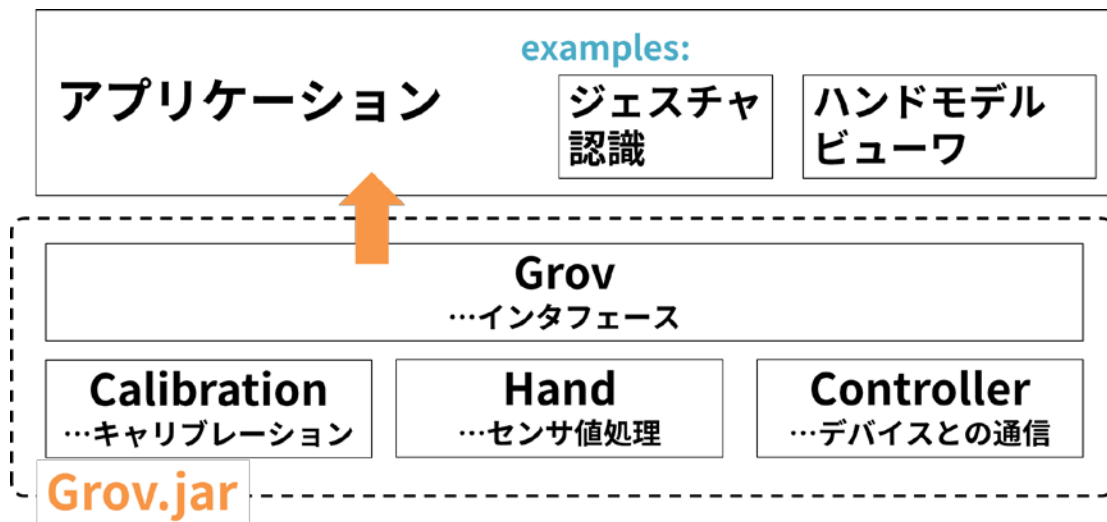 examples:
アプリケーション
ジェスチャ
認識
ハンドモデル
ビューワ
Grov
…インタフェース
Calibration
…キャリブレーション
Hand
…センサ値処理
Controller
…デバイスとの通信
Grov.jar